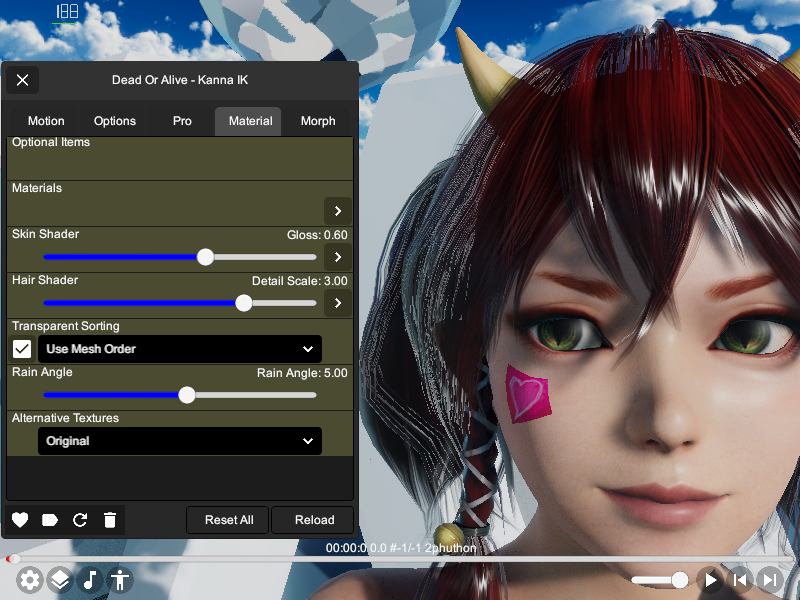 188
Dead Or Alive - Kanna IK
Motion Options Pro Material Morph
Optional Items
Materials
Skin Shader Gloss: 0.60
Hair Shader Detail Scale: 3.00
Transparent Sorting
Use Mesh Order
Rain Angle Rain Angle: 5.00
Alternative Textures
Original
Reset All Reload
00:00:0.0.0 #-1/-1 2phuthon